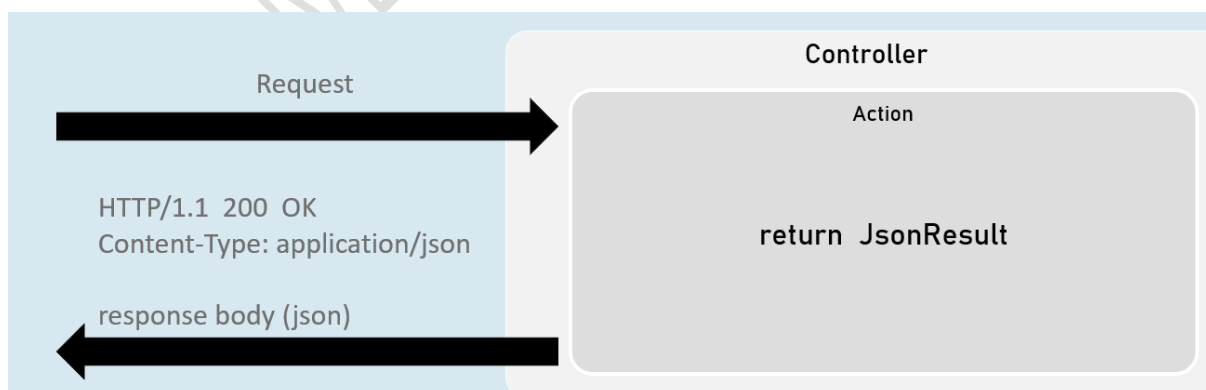 Controller
Request
Action
HTTP/1.1 200 OK
Content-Type: application/json
return JsonResult
response body (json)